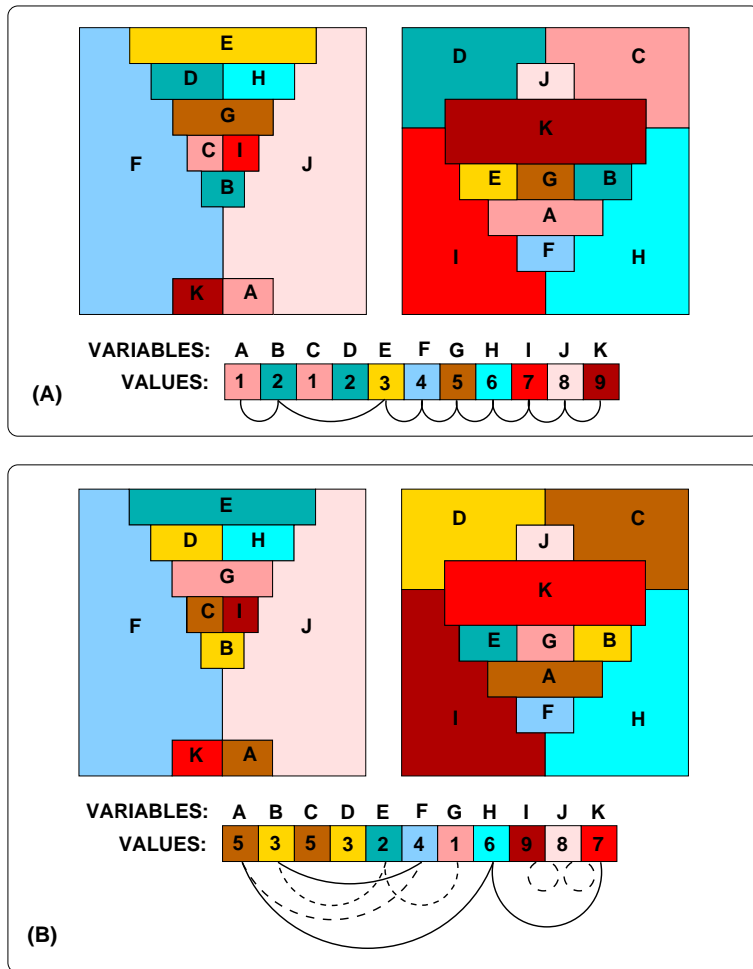 E
D C
D H J
G K
C I
F J
B E G B
A
I F H
K A
VARIABLES: A B C D E F G H I J K
VALUES: 1 2 1 2 3 4 5 6 7 8 9
(A)
E
D C
D H J
G K
C I
F J
B E G B
A
I F H
K A
VARIABLES: A B C D E F G H I J K
VALUES: 5 3 5 3 2 4 1 6 9 8 7
(B)